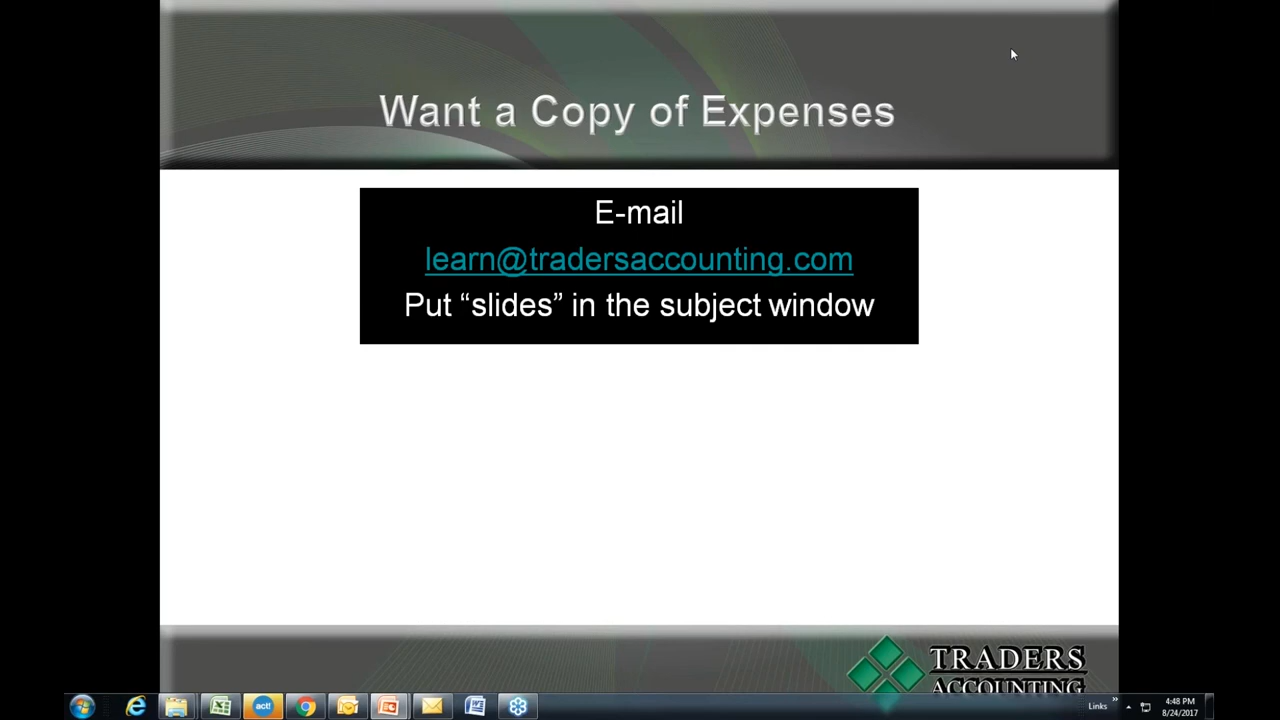 Want a Copy of Expenses
E-mail
learn@tradersaccounting.com
Put “slides” in the subject window
TRADERS
ACCOUNTING
act!
Links
4:48 PM
8/24/2017